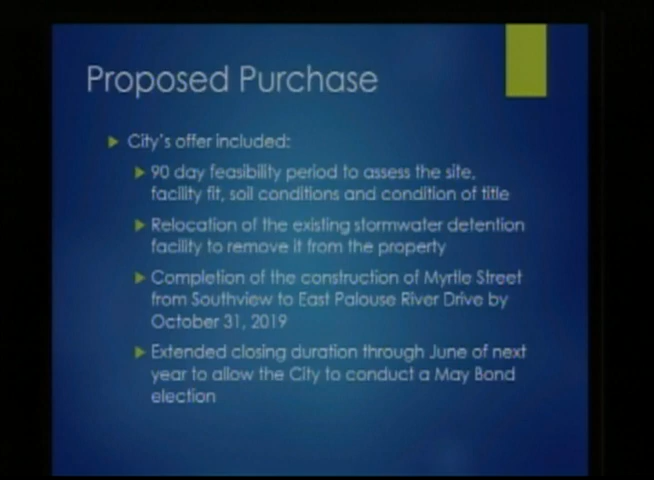 Proposed Purchase
City's offer included:
90 day feasibility period to assess the site,
facility fit, soil conditions and condition of title
Relocation of the existing stormwater detention
facility to remove it from the property
Completion of the construction of Myrtle Street
from Southview to East Palouse River Drive by
October 31, 2019
Extended closing duration through June of next
year to allow the City to conduct a May Bond
election